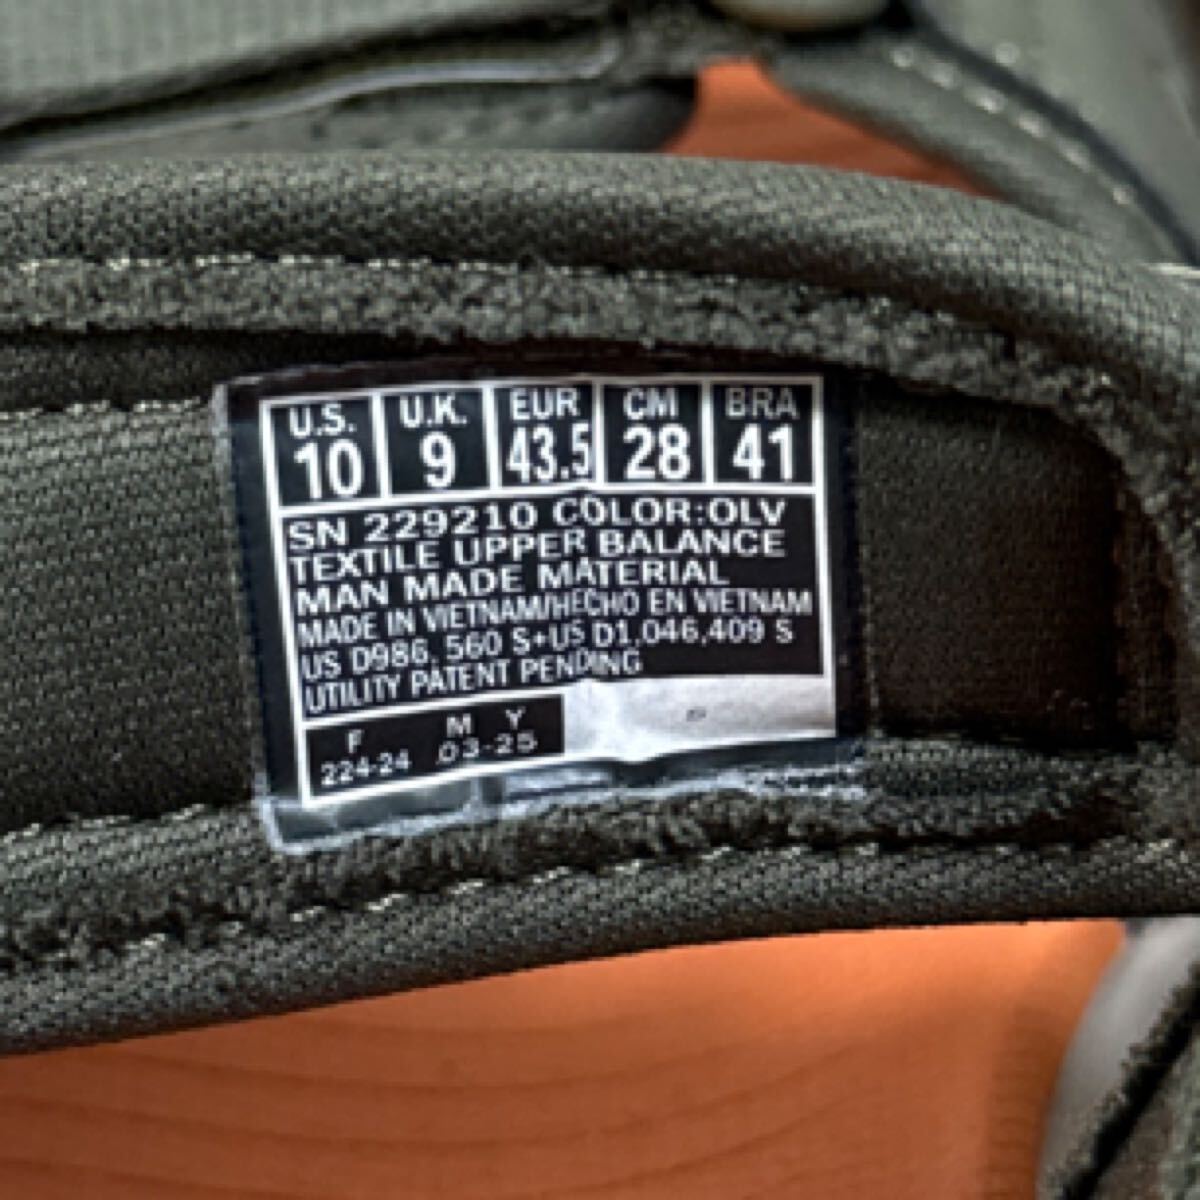 U.S. U.K. EUR CM BRA
10 9 43.5 28 41
SN 229210 COLOR:OLV
TEXTILE UPPER BALANCE
MAN MADE MATERIAL
MADE IN VIETNAM/HECHO EN VIETNAM
US D986, 560 S+US D1,046,409 S
UTILITY PATENT PENDING
F M Y
224-24 03-25